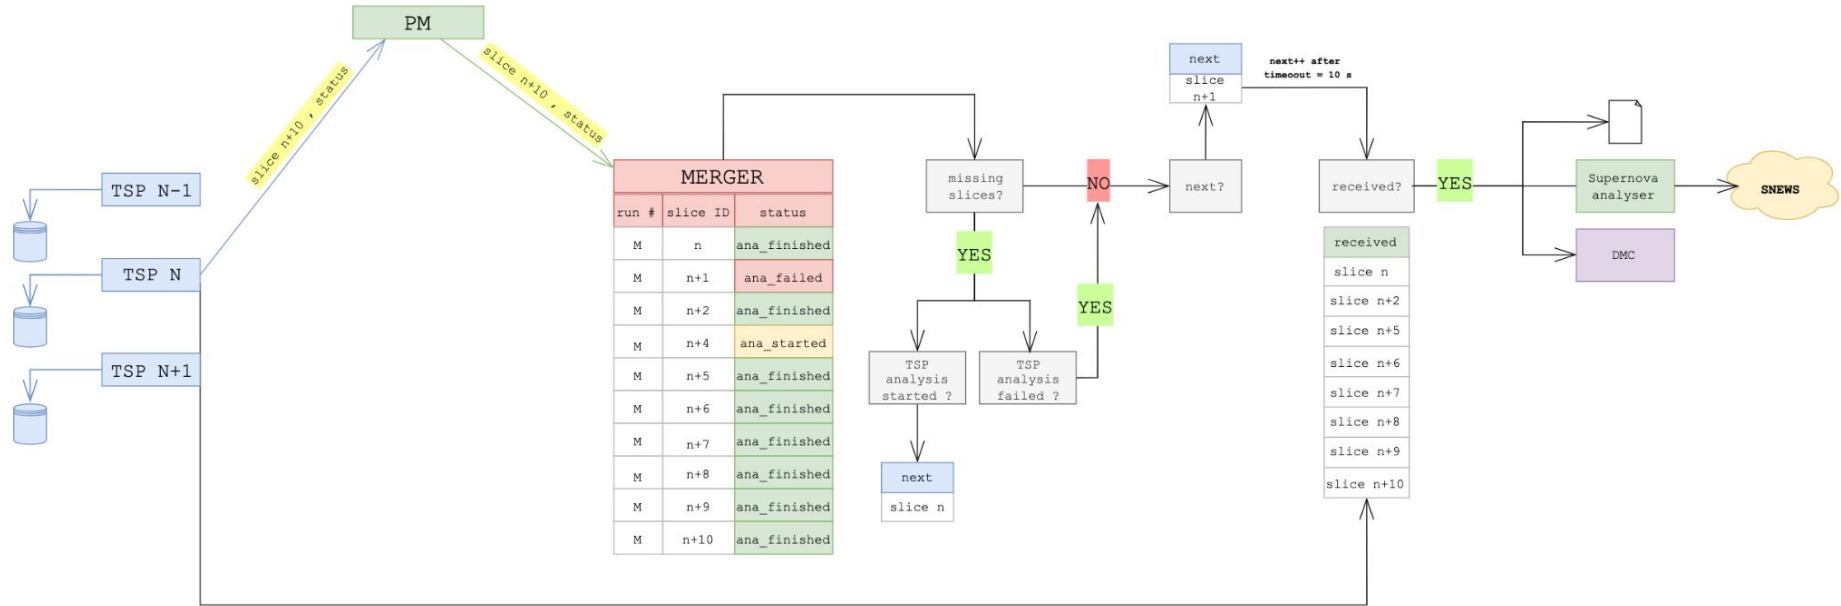 PM
slice n+10 , status
slice n+10 , status
TSP N-1
TSP N
TSP N+1
MERGER
run # slice ID status
M n ana_finished
M n+1 ana_failed
M n+2 ana_finished
M n+4 ana_started
M n+5 ana_finished
M n+6 ana_finished
M n+7 ana_finished
M n+8 ana_finished
M n+9 ana_finished
M n+10 ana_finished
missing
slices?
YES
NO
YES
TSP
analysis
started ?
TSP
analysis
failed ?
next
slice n
next?
next
slice
n+1
next++ after
timeoout = 10 s
received?
YES
received
slice n
slice n+2
slice n+5
slice n+6
slice n+7
slice n+8
slice n+9
slice n+10
Supernova
analyser
SNEWS
DMC